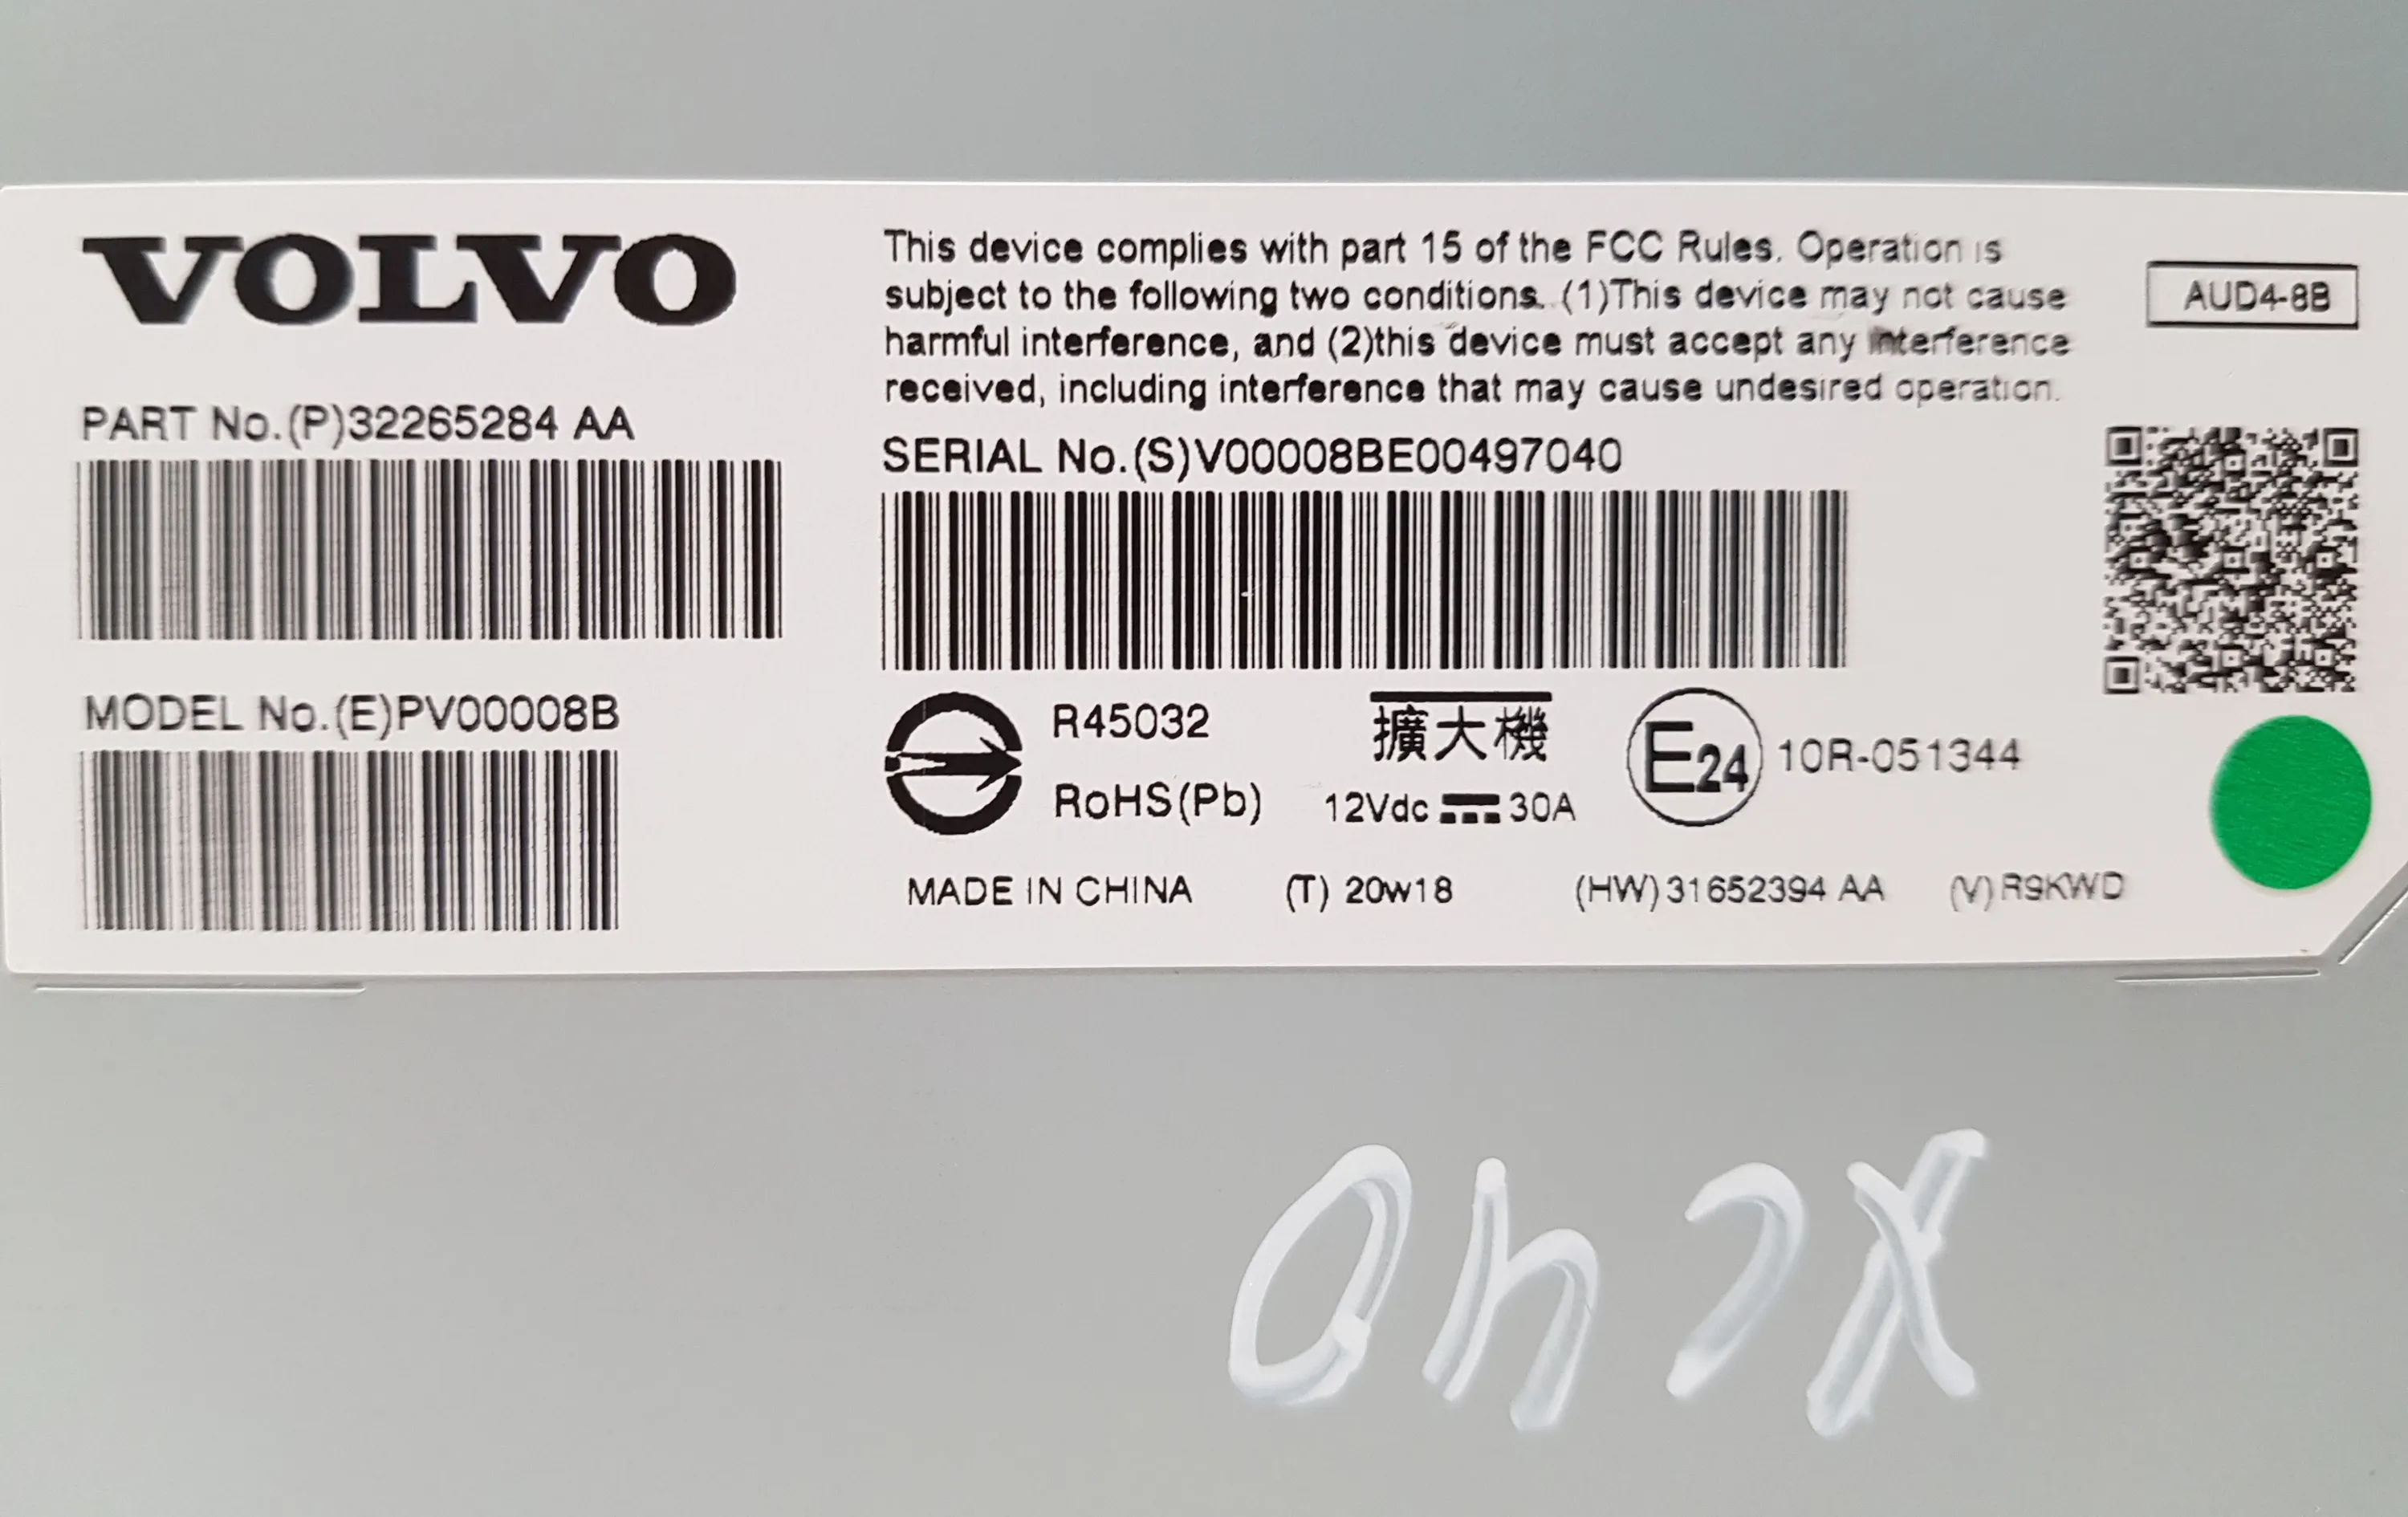 VOLVO
PART No.(P)32265284 AA
MODEL No.(E)PV00008B
This device complies with part 15 of the FCC Rules. Operation is
subject to the following two conditions. (1)This device may not cause
harmful interference, and (2)this device must accept any interference
received, including interference that may cause undesired operation.
SERIAL No.(S)V00008BE00497040
AUD4-8B
R45032
RoHS(Pb)
擴大機
12Vdc 30A
E24 10R-051344
MADE IN CHINA (T) 20w18 (HW)31652394 AA (V)R9KWD
XC40